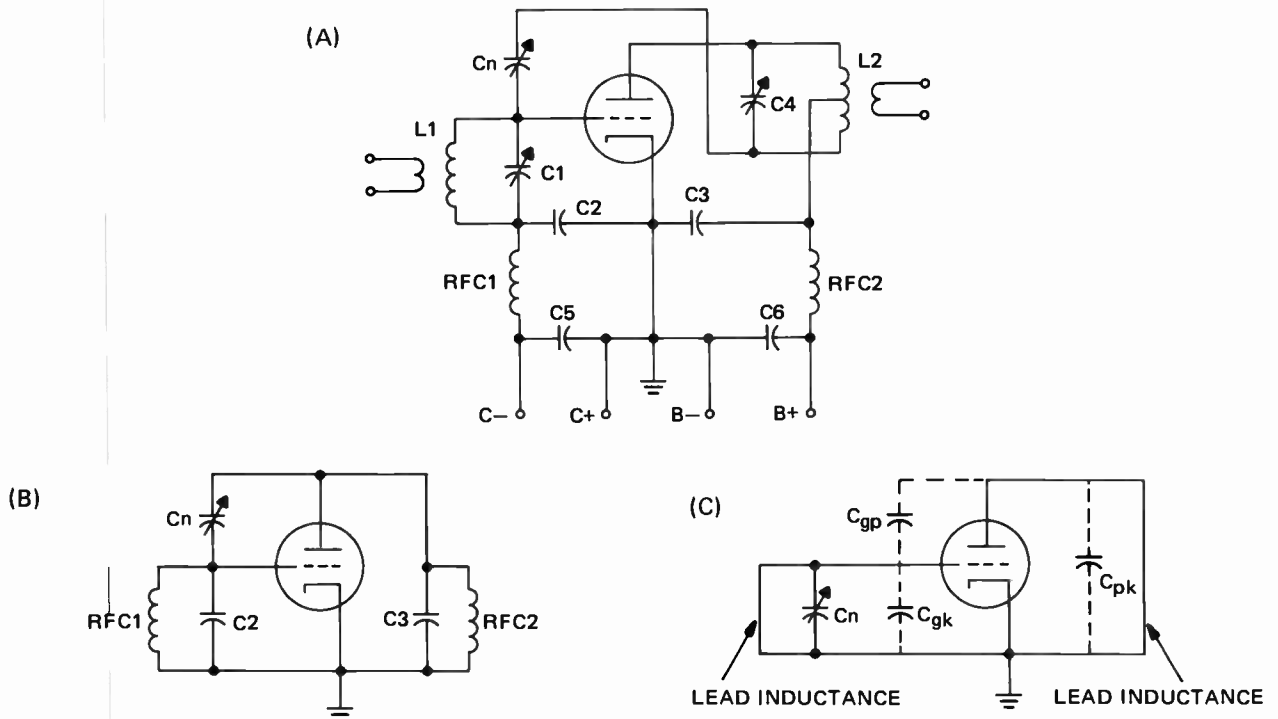 (A)
Cn
L2
C4
L1
C1
C2
C3
RFC1
RFC2
C5
C6
C–
C+
B–
B+
(B)
Cn
RFC1
C2
C3
RFC2
(C)
Cgp
Cpk
Cn
Cgk
LEAD INDUCTANCE
LEAD INDUCTANCE